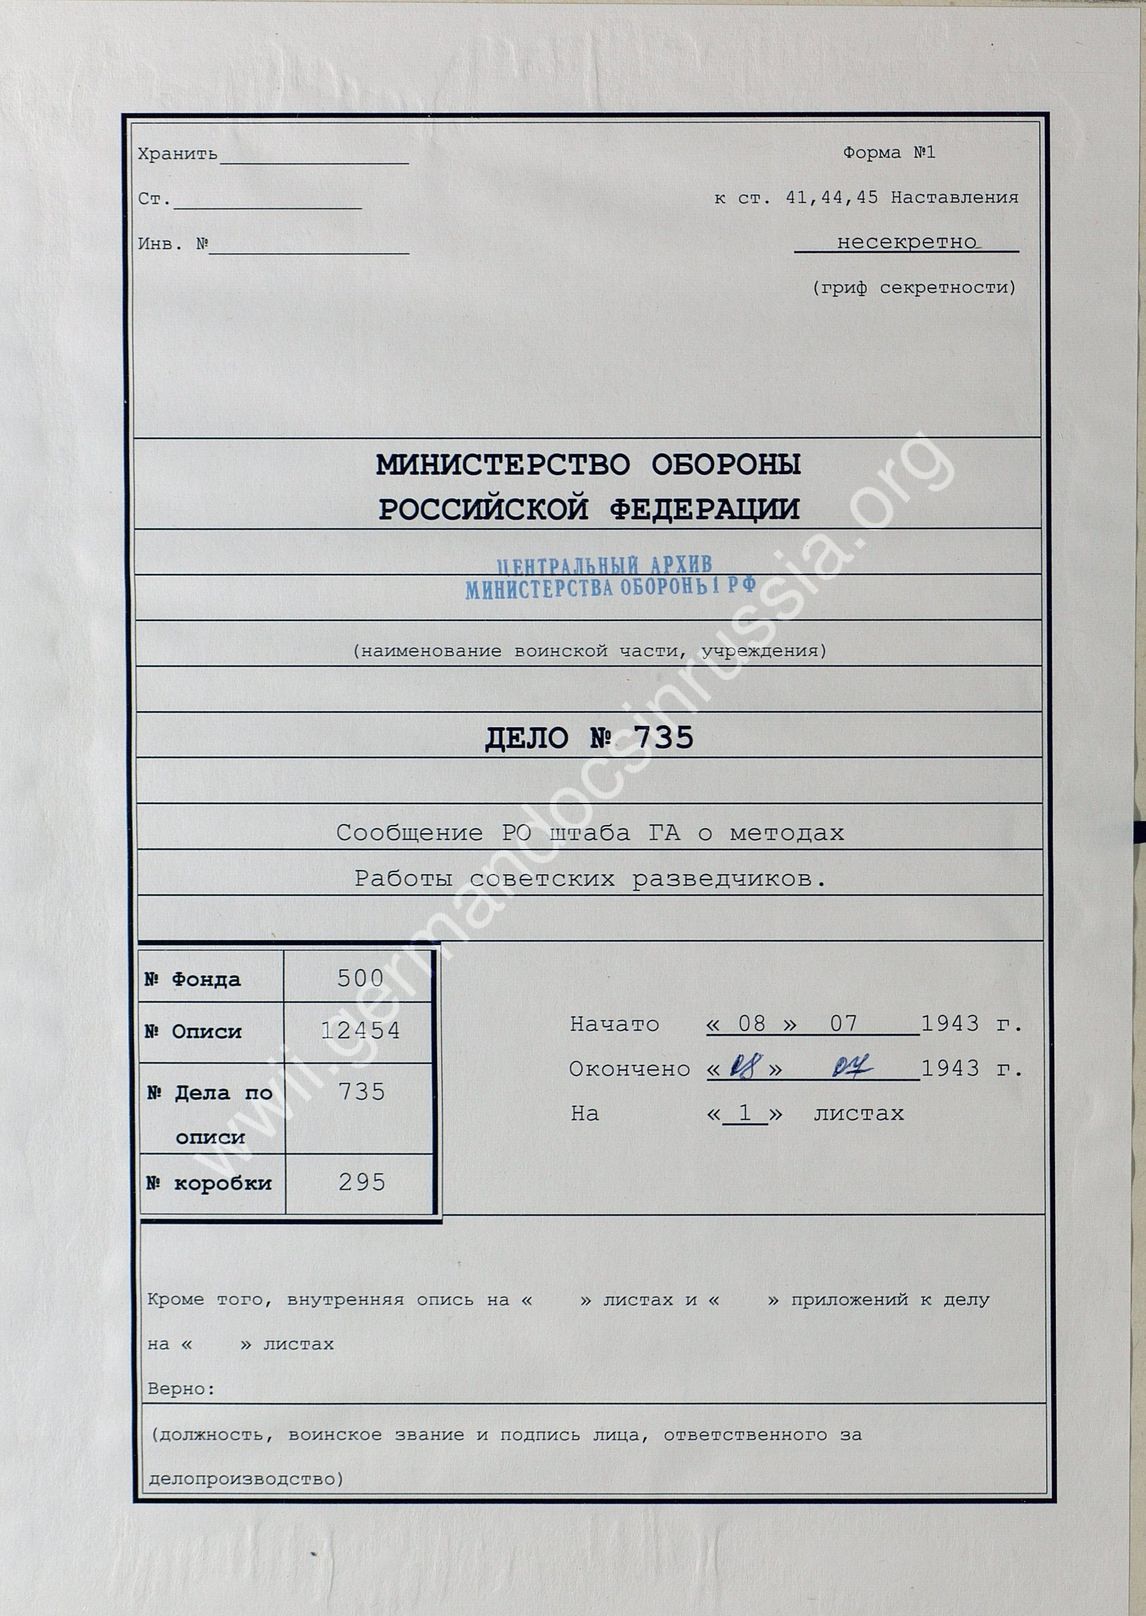 Хранить
Форма №1
Ст.
к ст. 41,44,45 Наставления
Инв. №
несекретно
(гриф секретности)
МИНИСТЕРСТВО ОБОРОНЫ
РОССИЙСКОЙ ФЕДЕРАЦИИ
ЦЕНТРАЛЬНЫЙ АРХИВ
МИНИСТЕРСТВА ОБОРОНЫ РФ
(наименование воинской части, учреждения)
ДЕЛО № 735
Сообщение РО штаба ГА о методах
Работы советских разведчиков.
№ Фонда 500
№ Описи 12454
№ Дела по описи 735
№ коробки 295
Начато « 08 » 07 1943 г.
Окончено « 08 » 07 1943 г.
На « 1 » листах
Кроме того, внутренняя опись на « » листах и « » приложений к делу
на « » листах
Верно:
(должность, воинское звание и подпись лица, ответственного за
делопроизводство)
wwii.germandocsinrussia.org